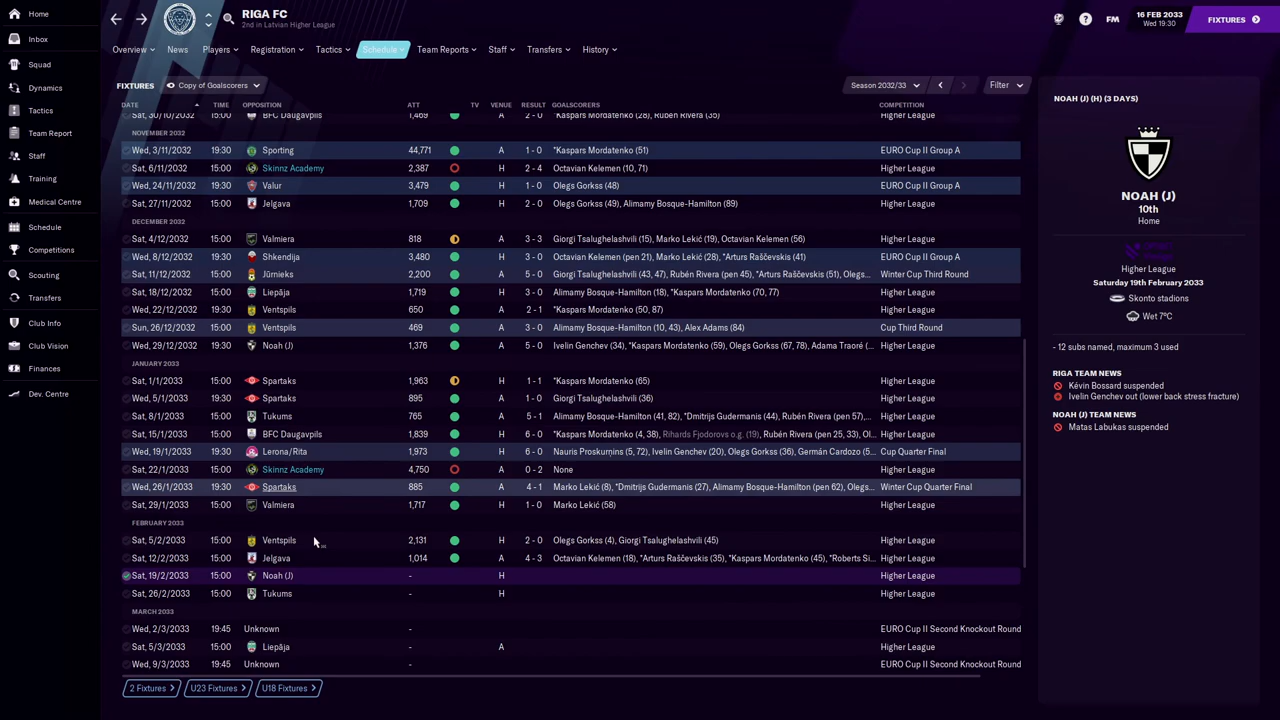 Home
Inbox
Squad
Dynamics
Tactics
Team Report
Staff
Training
Medical Centre
Schedule
Competitions
Scouting
Transfers
Club Info
Club Vision
Finances
Dev. Centre
RIGA FC
2nd in Latvian Higher League
FM
16 FEB 2033
Wed 19:30
FIXTURES
Overview
News
Players
Registration
Tactics
Schedule
Team Reports
Staff
Transfers
History
FIXTURES
Copy of Goalscorers
Season 2032/33
Filter
DATE TIME OPPOSITION ATT TV VENUE RESULT GOALSCORERS COMPETITION
Sat, 30/10/2032 15:00 BFC Daugavpils 1,469 A 2 - 0 *Kaspars Mordatenko (28), Rubén Rivera (35) Higher League
NOVEMBER 2032
Wed, 3/11/2032 19:30 Sporting 44,771 A 1 - 0 *Kaspars Mordatenko (51) EURO Cup II Group A
Sat, 6/11/2032 15:00 Skinnz Academy 2,387 H 2 - 4 Octavian Kelemen (10, 71) Higher League
Wed, 24/11/2032 19:30 Valur 3,479 H 1 - 0 Olegs Gorkss (48) EURO Cup II Group A
Sat, 27/11/2032 15:00 Jelgava 1,709 H 2 - 0 Olegs Gorkss (49), Alimamy Bosque-Hamilton (89) Higher League
DECEMBER 2032
Sat, 4/12/2032 15:00 Valmiera 818 A 3 - 3 Giorgi Tsalughelashvili (15), Marko Lekić (19), Octavian Kelemen (56) Higher League
Wed, 8/12/2032 19:30 Shkendija 3,480 H 3 - 0 Octavian Kelemen (pen 21), Marko Lekić (28), *Arturs Raščevskis (41) EURO Cup II Group A
Sat, 11/12/2032 15:00 Jūrnieks 2,200 A 5 - 0 Giorgi Tsalughelashvili (43, 47), Rubén Rivera (pen 45), *Arturs Raščevskis (51), Olegs... Winter Cup Third Round
Sat, 18/12/2032 15:00 Liepāja 1,719 H 3 - 0 Alimamy Bosque-Hamilton (18), *Kaspars Mordatenko (70, 77) Higher League
Wed, 22/12/2032 19:30 Ventspils 650 A 2 - 1 *Kaspars Mordatenko (50, 87) Higher League
Sun, 26/12/2032 15:00 Ventspils 469 A 3 - 0 Alimamy Bosque-Hamilton (10, 43), Alex Adams (84) Cup Third Round
Wed, 29/12/2032 19:30 Noah (J) 1,376 A 5 - 0 Ivelin Genchev (34), *Kaspars Mordatenko (59), Olegs Gorkss (67, 78), Adama Traoré (... Higher League
JANUARY 2033
Sat, 1/1/2033 15:00 Spartaks 1,963 H 1 - 1 *Kaspars Mordatenko (65) Higher League
Wed, 5/1/2033 19:30 Spartaks 895 A 1 - 0 Olegs Gorkss (36) Higher League
Sat, 8/1/2033 15:00 Tukums 765 A 5 - 1 Alimamy Bosque-Hamilton (41, 82), *Dmitrijs Gudermanis (44), Rubén Rivera (pen 57),... Higher League
Sat, 15/1/2033 15:00 BFC Daugavpils 1,839 H 6 - 0 *Kaspars Mordatenko (4, 38), Rihards Fjodorovs o.g. (19), Rubén Rivera (pen 25, 33), Ol... Higher League
Wed, 19/1/2033 19:30 Lerona/Rita 1,973 H 6 - 0 Nauris Proskurņins (5, 72), Ivelin Genchev (20), Olegs Gorkss (36), Germán Cardozo (5... Cup Quarter Final
Sat, 22/1/2033 15:00 Skinnz Academy 4,750 A 0 - 2 None Higher League
Wed, 26/1/2033 19:30 Spartaks 885 A 4 - 1 Marko Lekić (8), *Dmitrijs Gudermanis (27), Alimamy Bosque-Hamilton (pen 62), Olegs... Winter Cup Quarter Final
Sat, 29/1/2033 15:00 Valmiera 1,717 H 1 - 0 Marko Lekić (58) Higher League
FEBRUARY 2033
Sat, 5/2/2033 15:00 Ventspils 2,131 H 2 - 0 Olegs Gorkss (4), Giorgi Tsalughelashvili (45) Higher League
Sat, 12/2/2033 15:00 Jelgava 1,014 A 4 - 3 Octavian Kelemen (18), *Arturs Raščevskis (35), *Kaspars Mordatenko (45), *Roberts Si... Higher League
Sat, 19/2/2033 15:00 Noah (J) - H Higher League
Sat, 26/2/2033 15:00 Tukums - H Higher League
MARCH 2033
Wed, 2/3/2033 19:45 Unknown - EURO Cup II Second Knockout Round
Sat, 5/3/2033 15:00 Liepāja - A Higher League
Wed, 9/3/2033 19:45 Unknown - EURO Cup II Second Knockout Round
2 Fixtures
U23 Fixtures
U18 Fixtures
NOAH (J) (H) (3 DAYS)
NOAH (J)
10th
Home
Higher League
Saturday 19th February 2033
Skonto stadions
Wet 7ºC
- 12 subs named, maximum 3 used
RIGA TEAM NEWS
Kévin Bossard suspended
Ivelin Genchev out (lower back stress fracture)
NOAH (J) TEAM NEWS
Matas Labukas suspended